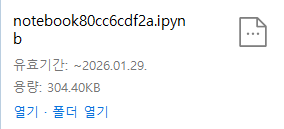 notebook80cc6cdf2a.ipyn
b
유효기간: ~2026.01.29.
용량: 304.40KB
열기 · 폴더 열기